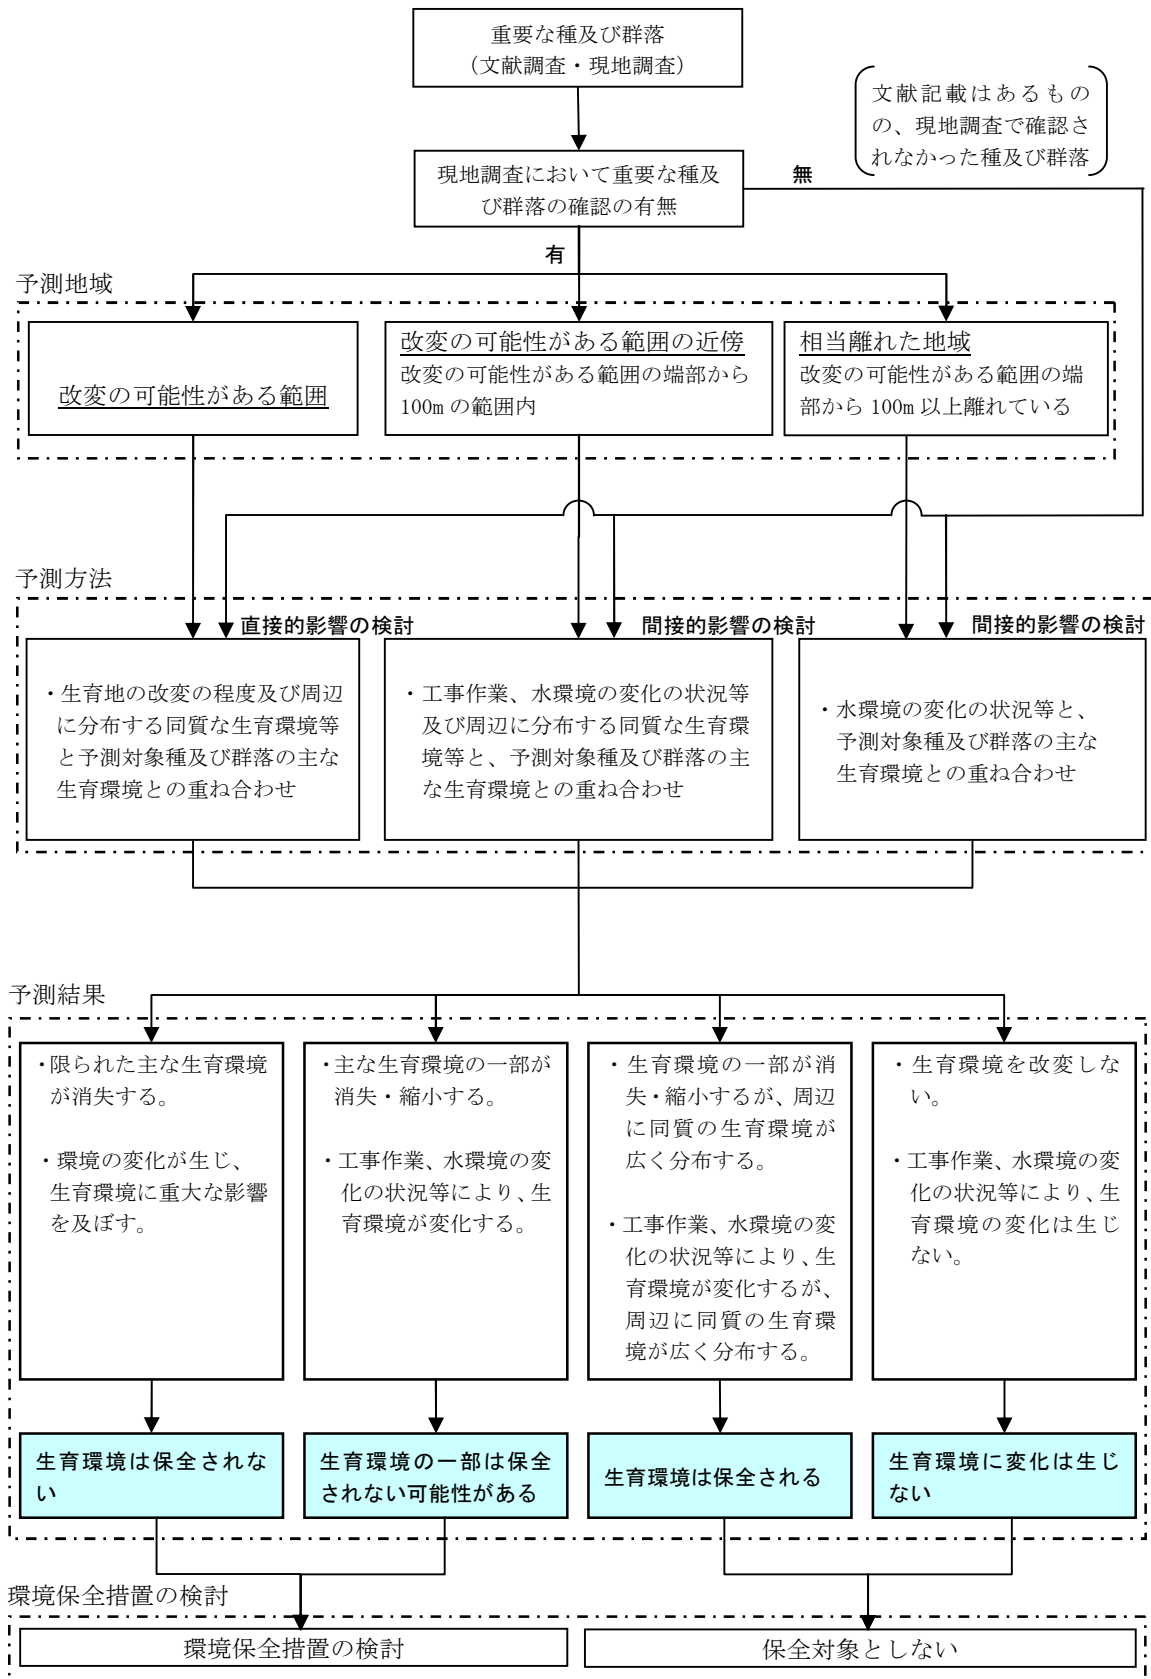 重要な種及び群落
（文献調査・現地調査）
文献記載はあるもの
の、現地調査で確認さ
れなかった種及び群落
現地調査において重要な種及
び群落の確認の有無
無
有
予測地域
改変の可能性がある範囲
改変の可能性がある範囲の近傍
改変の可能性がある範囲の端部から
100m の範囲内
相当離れた地域
改変の可能性がある範囲の端
部から 100m 以上離れている
予測方法
直接的影響の検討
・生育地の改変の程度及び周辺
に分布する同質な生育環境等
と予測対象種及び群落の主な
生育環境との重ね合わせ
間接的影響の検討
・工事作業、水環境の変化の状況等
及び周辺に分布する同質な生育環
境等と、予測対象種及び群落の主
な生育環境との重ね合わせ
間接的影響の検討
・水環境の変化の状況等と、
予測対象種及び群落の主な
生育環境との重ね合わせ
予測結果
・限られた主な生育環境
が消失する。
・環境の変化が生じ、
生育環境に重大な影響
を及ぼす。
・主な生育環境の一部が
消失・縮小する。
・工事作業、水環境の変
化の状況等により、生
育環境が変化する。
・生育環境の一部が消
失・縮小するが、周辺
に同質の生育環境が
広く分布する。
・工事作業、水環境の変
化の状況等により、生
育環境が変化するが、
周辺に同質の生育環
境が広く分布する。
・生育環境を改変しな
い。
・工事作業、水環境の変
化の状況等により、生
育環境の変化は生じ
ない。
生育環境は保全されな
い
生育環境の一部は保全
されない可能性がある
生育環境は保全される
生育環境に変化は生じ
ない
環境保全措置の検討
環境保全措置の検討
保全対象としない